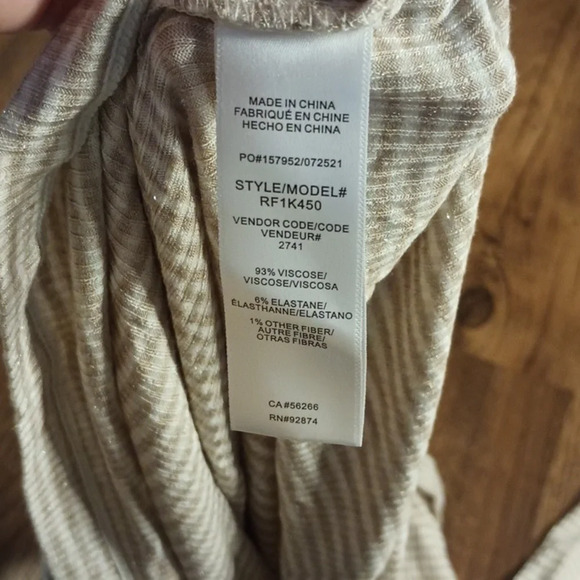 MADE IN CHINA
FABRIQUÉ EN CHINE
HECHO EN CHINA
PO#157952/072521
STYLE/MODEL#
RF1K450
VENDOR CODE/CODE
VENDEUR#
2741
93% VISCOSE/
VISCOSE/VISCOSA
6% ELASTANE/
ÉLASTHANNE/ELASTANO
1% OTHER FIBER/
AUTRE FIBRE/
OTRAS FIBRAS
CA#56266
RN#92874